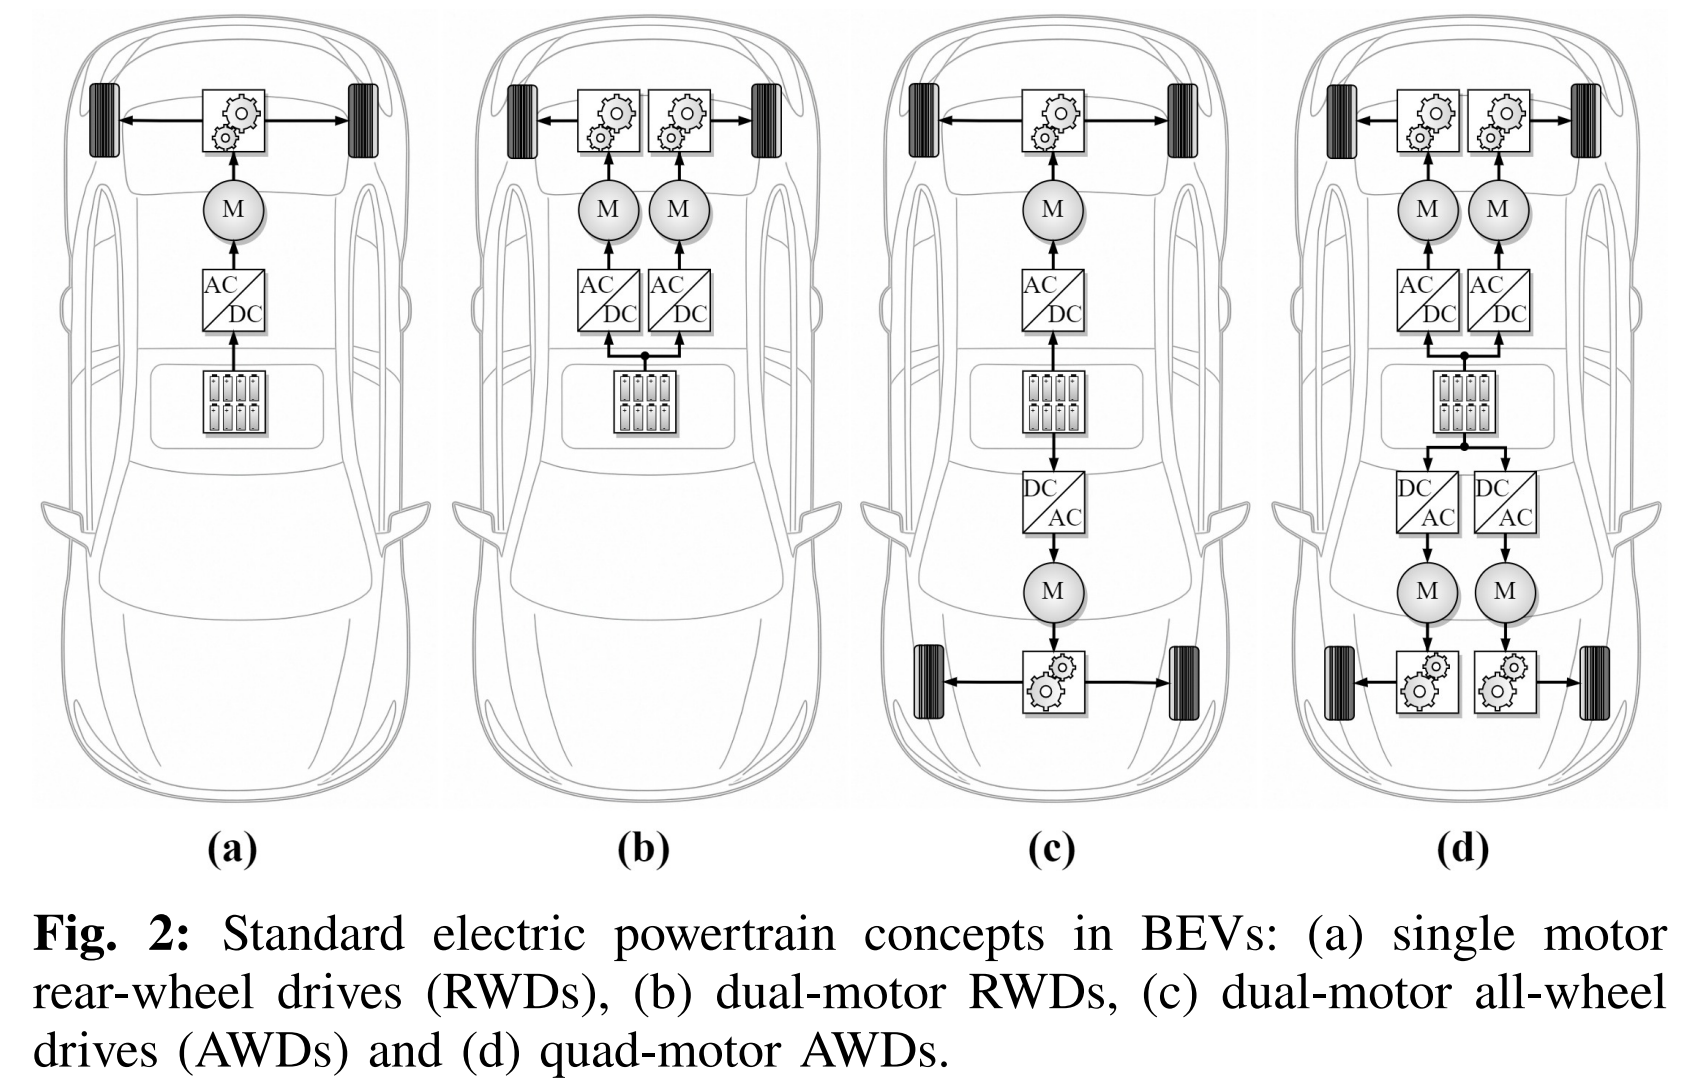 M M M M M M
AC AC AC AC AC AC
DC DC DC DC DC DC
DC DC DC
AC AC AC
M M M
(a) (b) (c) (d)
Fig. 2: Standard electric powertrain concepts in BEVs: (a) single motor
rear-wheel drives (RWDs), (b) dual-motor RWDs, (c) dual-motor all-wheel
drives (AWDs) and (d) quad-motor AWDs.